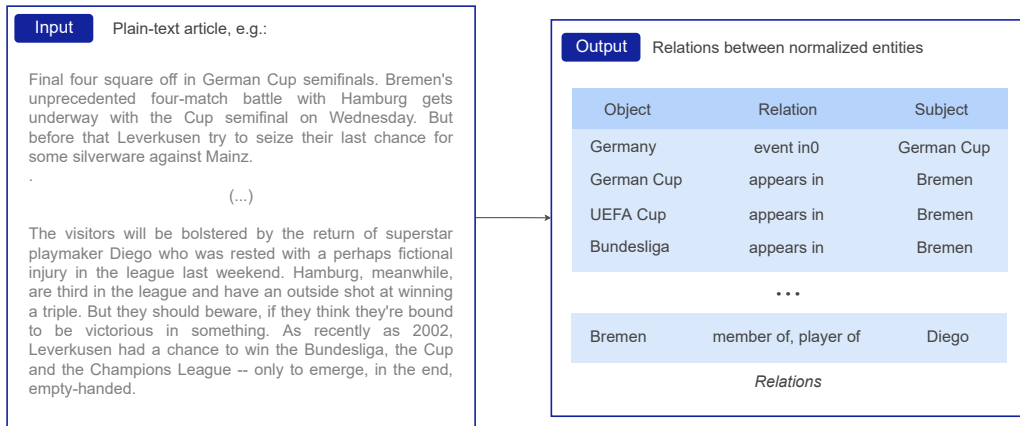 Input
Plain-text article, e.g.:
Final four square off in German Cup semifinals. Bremen's
unprecedented four-match battle with Hamburg gets
underway with the Cup semifinal on Wednesday. But
before that Leverkusen try to seize their last chance for
some silverware against Mainz.
.
(...)
The visitors will be bolstered by the return of superstar
playmaker Diego who was rested with a perhaps fictional
injury in the league last weekend. Hamburg, meanwhile,
are third in the league and have an outside shot at winning
a triple. But they should beware, if they think they're bound
to be victorious in something. As recently as 2002,
Leverkusen had a chance to win the Bundesliga, the Cup
and the Champions League -- only to emerge, in the end,
empty-handed.
Output
Relations between normalized entities
Object Relation Subject
Germany event in0 German Cup
German Cup appears in Bremen
UEFA Cup appears in Bremen
Bundesliga appears in Bremen
...
Bremen member of, player of Diego
Relations